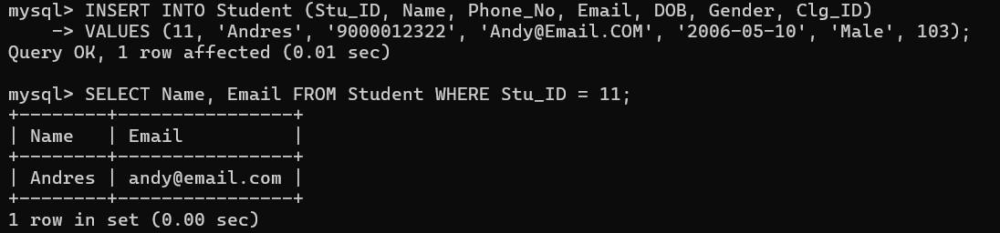 mysql> INSERT INTO Student (Stu_ID, Name, Phone_No, Email, DOB, Gender, Clg_ID)
    -> VALUES (11, 'Andres', '9000012322', 'Andy@Email.COM', '2006-05-10', 'Male', 103);
Query OK, 1 row affected (0.01 sec)

mysql> SELECT Name, Email FROM Student WHERE Stu_ID = 11;
+--------+----------------+
| Name   | Email          |
+--------+----------------+
| Andres | andy@email.com |
+--------+----------------+
1 row in set (0.00 sec)